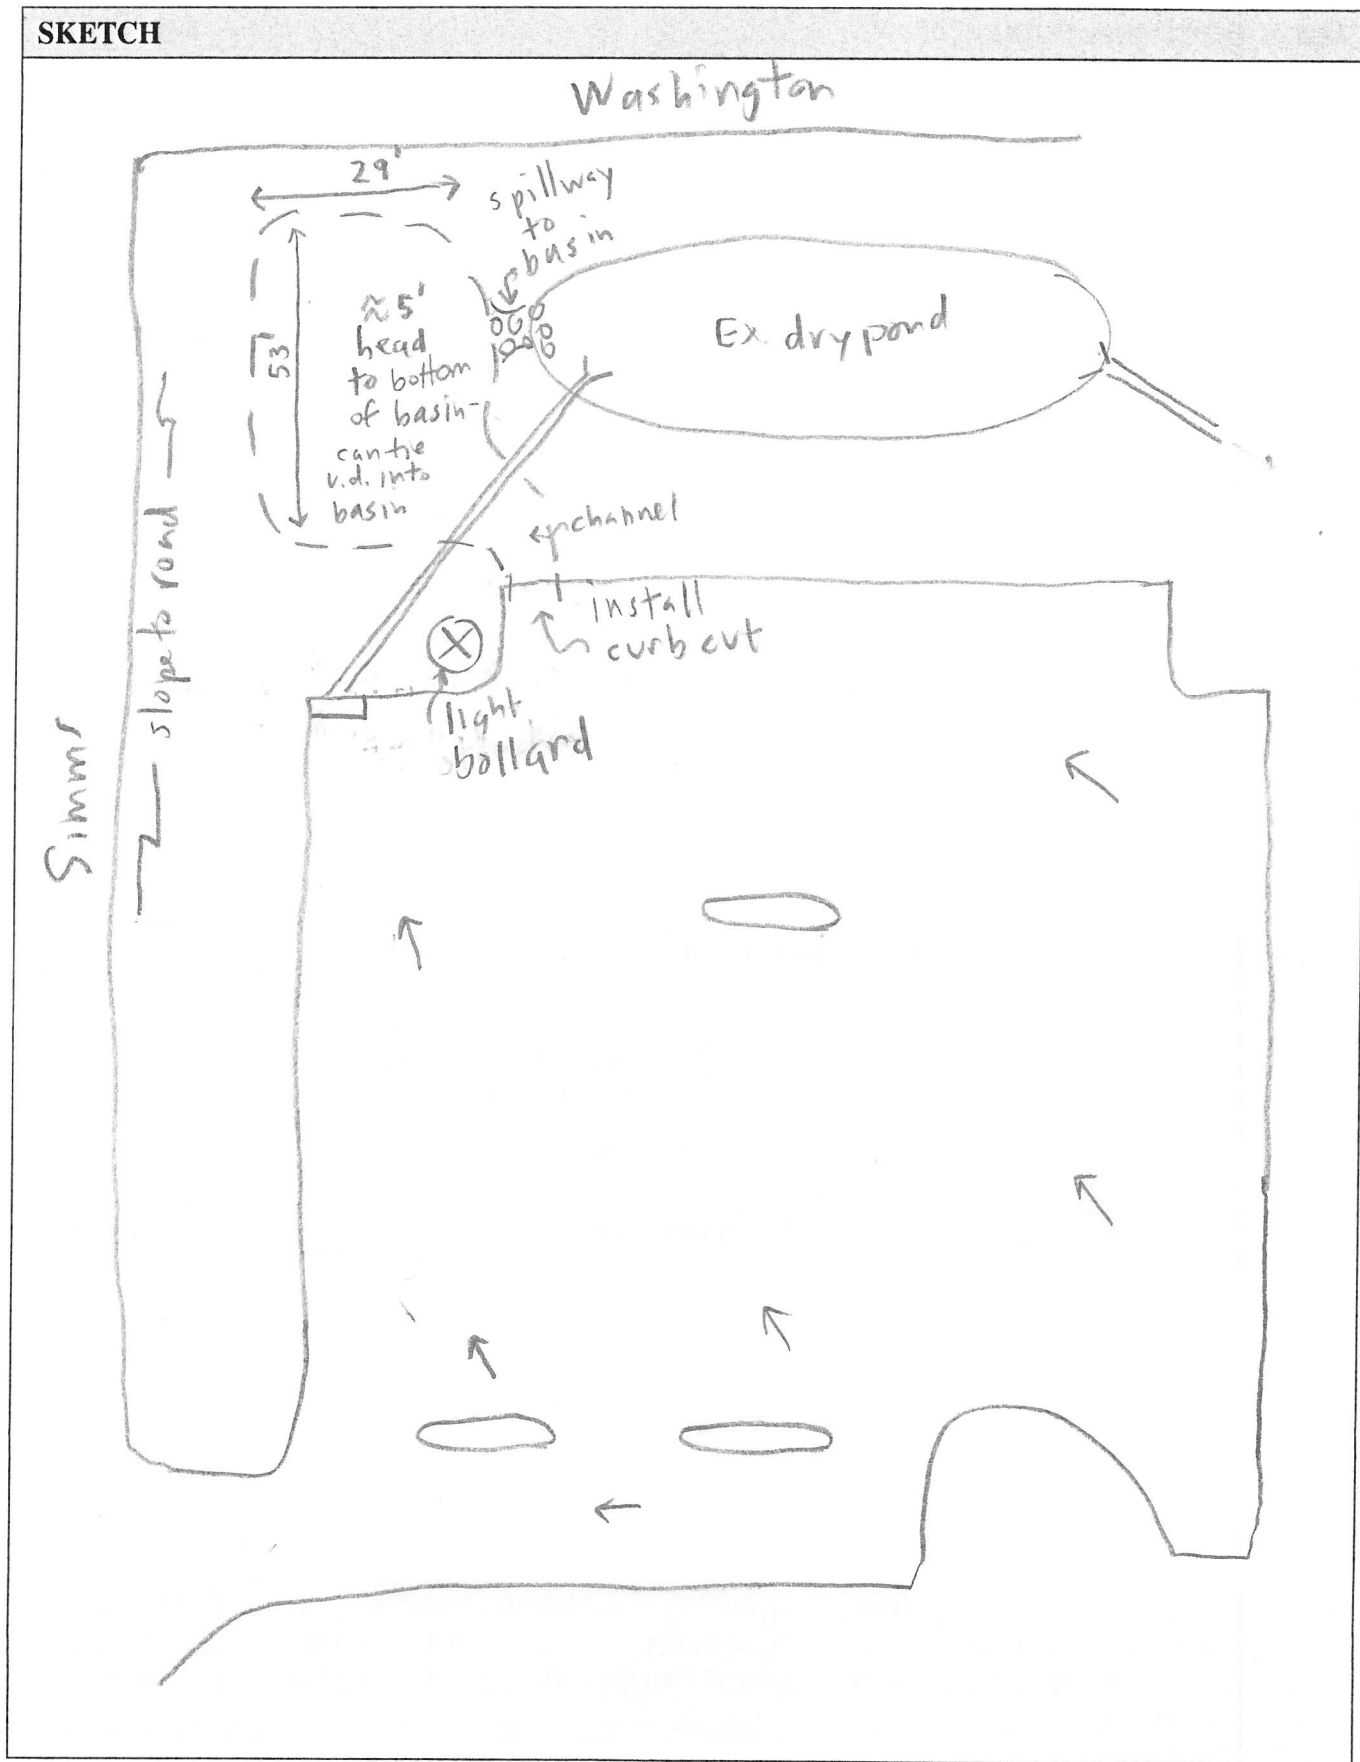 SKETCH
Washington
29'
spillway
to
basin
53'
≈5'
head
to bottom
of basin-
can tie
u.d. into
basin
Ex. dry pond
slope to road
channel
install
curb cut
light
bollard
Simms